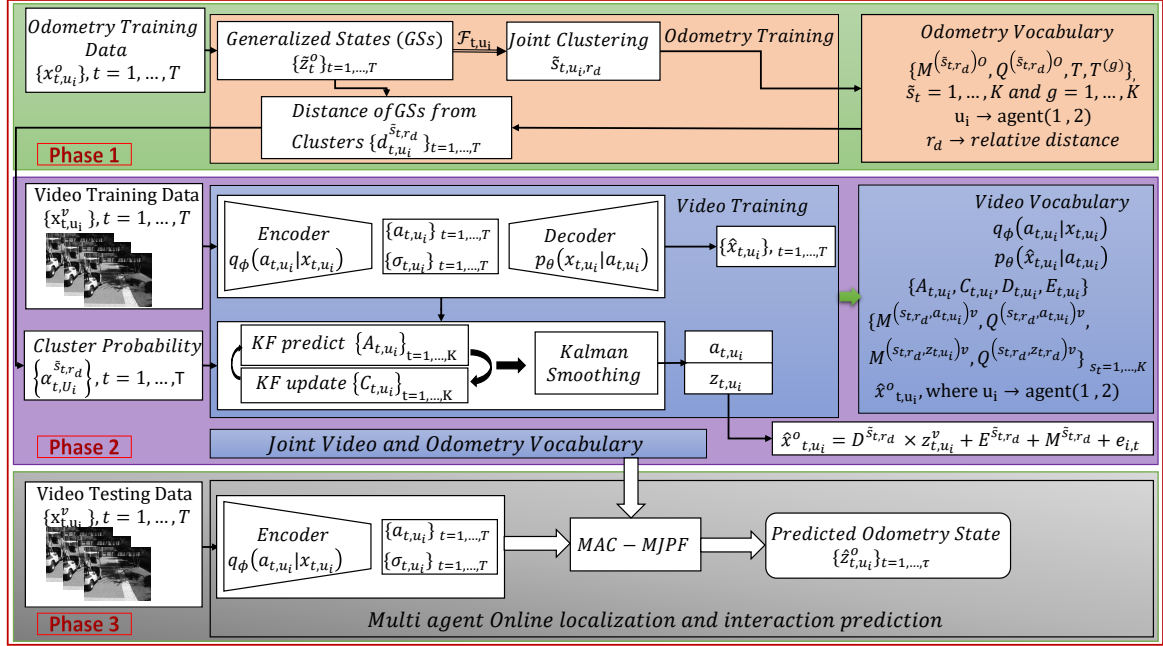 Odometry Training
Data
{x^o_{t,u_i}}, t = 1, … , T
Generalized States (GSs)
{z̃^o_t}_{t=1,…,T}
ℱ_{t,u_i}
Joint Clustering
s̃_{t,u_i,r_d}
Odometry Training
Distance of GSs from
Clusters {d^{s̃_{t,r_d}}_{t,u_i}}_{t=1,…,T}
Odometry Vocabulary
{M^{(s̃_{t,r_d})O}, Q^{(s̃_{t,r_d})O}, T, T^{(g)}},
s̃_t = 1, … , K and g = 1, … , K
u_i → agent(1 , 2)
r_d → relative distance
Phase 1
Video Training Data
{x^v_{t,u_i}}, t = 1, … , T
Encoder
q_ϕ(a_{t,u_i}|x_{t,u_i})
{a_{t,u_i}}_{t=1,…,T}
{σ_{t,u_i}}_{t=1,…,T}
Decoder
p_θ(x_{t,u_i}|a_{t,u_i})
Video Training
{x̂_{t,u_i}}, _{t=1,…,T}
Video Vocabulary
q_ϕ(a_{t,u_i}|x_{t,u_i})
p_θ(x̂_{t,u_i}|a_{t,u_i})
{A_{t,u_i}, C_{t,u_i}, D_{t,u_i}, E_{t,u_i}}
{M^{(s_{t,r_d},a_{t,u_i})v}, Q^{(s_{t,r_d},a_{t,u_i})v},
M^{(s_{t,r_d},z_{t,u_i})v}, Q^{(s_{t,r_d},z_{t,r_d})v}}_{s_t=1,…,K}
x̂^o_{t,u_i}, where u_i → agent(1 , 2)
Cluster Probability
{α^{s̃_{t,r_d}}_{t,U_i}}, t = 1, … , T
KF predict {A_{t,u_i}}_{t=1,…,K}
KF update {C_{t,u_i}}_{t=1,…,K}
Kalman
Smoothing
a_{t,u_i}
z_{t,u_i}
x̂^o_{t,u_i} = D^{s̃_{t,r_d}} × z^v_{t,u_i} + E^{s̃_{t,r_d}} + M^{s̃_{t,r_d}} + e_{i,t}
Phase 2
Joint Video and Odometry Vocabulary
Video Testing Data
{x^v_{t,u_i}}, t = 1, … , T
Encoder
q_ϕ(a_{t,u_i}|x_{t,u_i})
{a_{t,u_i}}_{t=1,…,T}
{σ_{t,u_i}}_{t=1,…,T}
MAC − MJPF
Predicted Odometry State
{ẑ^o_{t,u_i}}_{t=1,…,τ}
Phase 3
Multi agent Online localization and interaction prediction